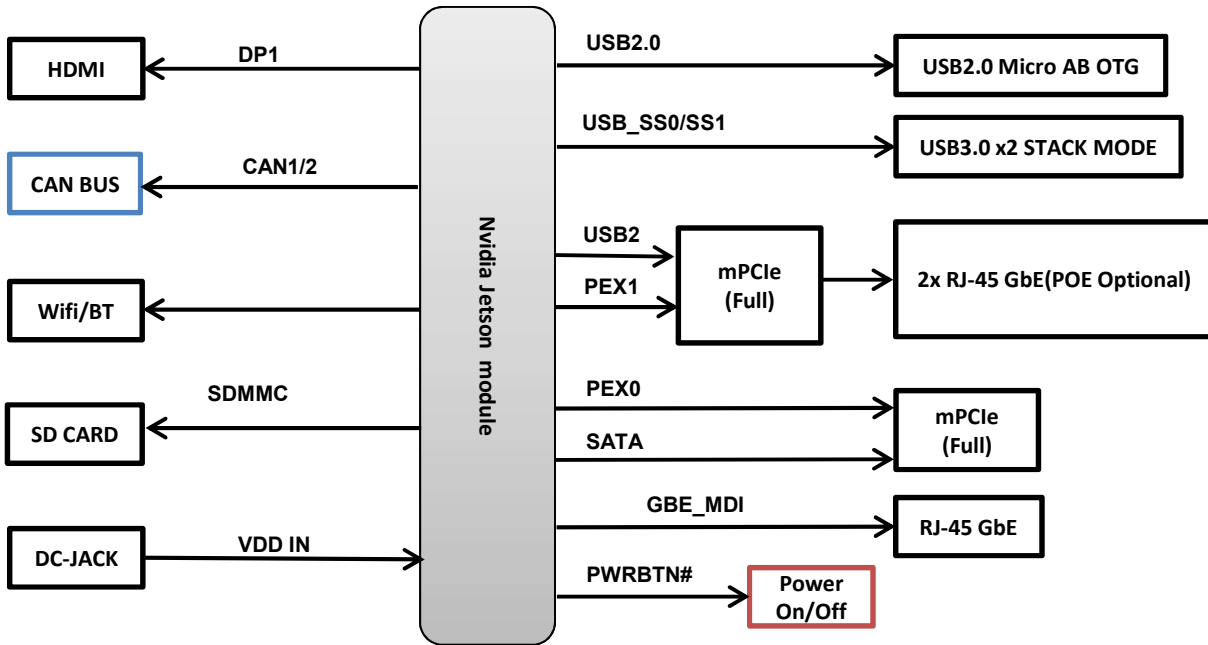 DP1
HDMI
CAN1/2
CAN BUS
Wifi/BT
SDMMC
SD CARD
VDD IN
DC-JACK
Nvidia Jetson module
USB2.0
USB2.0 Micro AB OTG
USB_SS0/SS1
USB3.0 x2 STACK MODE
USB2
PEX1
mPCIe
(Full)
2x RJ-45 GbE(POE Optional)
PEX0
SATA
mPCIe
(Full)
GBE_MDI
RJ-45 GbE
PWRBTN#
Power
On/Off